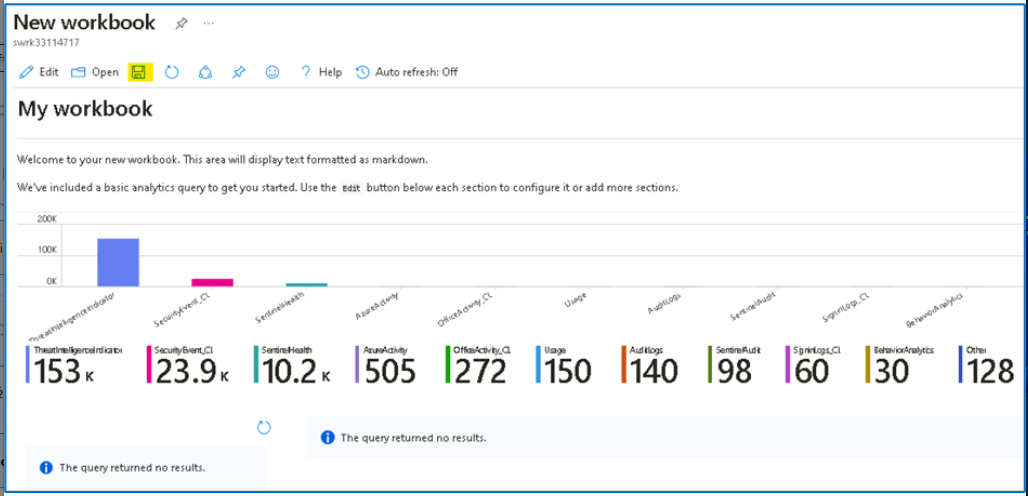 New workbook
swrk33114717
Edit Open Help Auto refresh: Off
My workbook
Welcome to your new workbook. This area will display text formatted as markdown.
We've included a basic analytics query to get you started. Use the Edit button below each section to configure it or add more sections.
200K
100K
0K
ThreatIntelligenceIndicator SecurityEvent_CL SentinelHealth AzureActivity OfficeActivity_CL Usage AuditLogs SentinelAudit SigninLogs_CL BehaviorAnalytics
ThreatIntelligenceIndicator SecurityEvent_CL SentinelHealth AzureActivity OfficeActivity_CL Usage AuditLogs SentinelAudit SigninLogs_CL BehaviorAnalytics Other
153 K 23.9 K 10.2 K 505 272 150 140 98 60 30 128
The query returned no results.
The query returned no results.